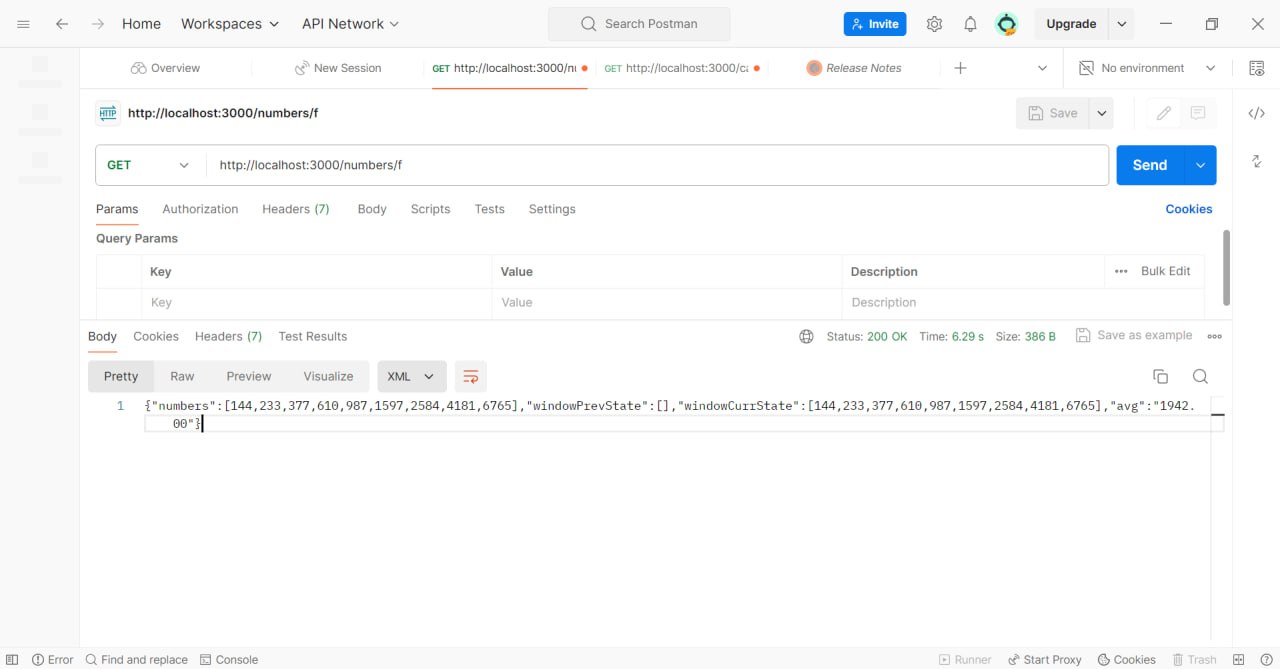 Home Workspaces API Network Search Postman Invite Upgrade
Overview New Session GET http://localhost:3000/nu GET http://localhost:3000/ca Release Notes No environment
HTTP http://localhost:3000/numbers/f Save
GET http://localhost:3000/numbers/f Send
Params Authorization Headers (7) Body Scripts Tests Settings Cookies
Query Params
Key Value Description ••• Bulk Edit
Key Value Description
Body Cookies Headers (7) Test Results Status: 200 OK Time: 6.29 s Size: 386 B Save as example
Pretty Raw Preview Visualize XML
1 {"numbers":[144,233,377,610,987,1597,2584,4181,6765],"windowPrevState":[],"windowCurrState":[144,233,377,610,987,1597,2584,4181,6765],"avg":"1942.
00"}
Error Find and replace Console Runner Start Proxy Cookies Trash